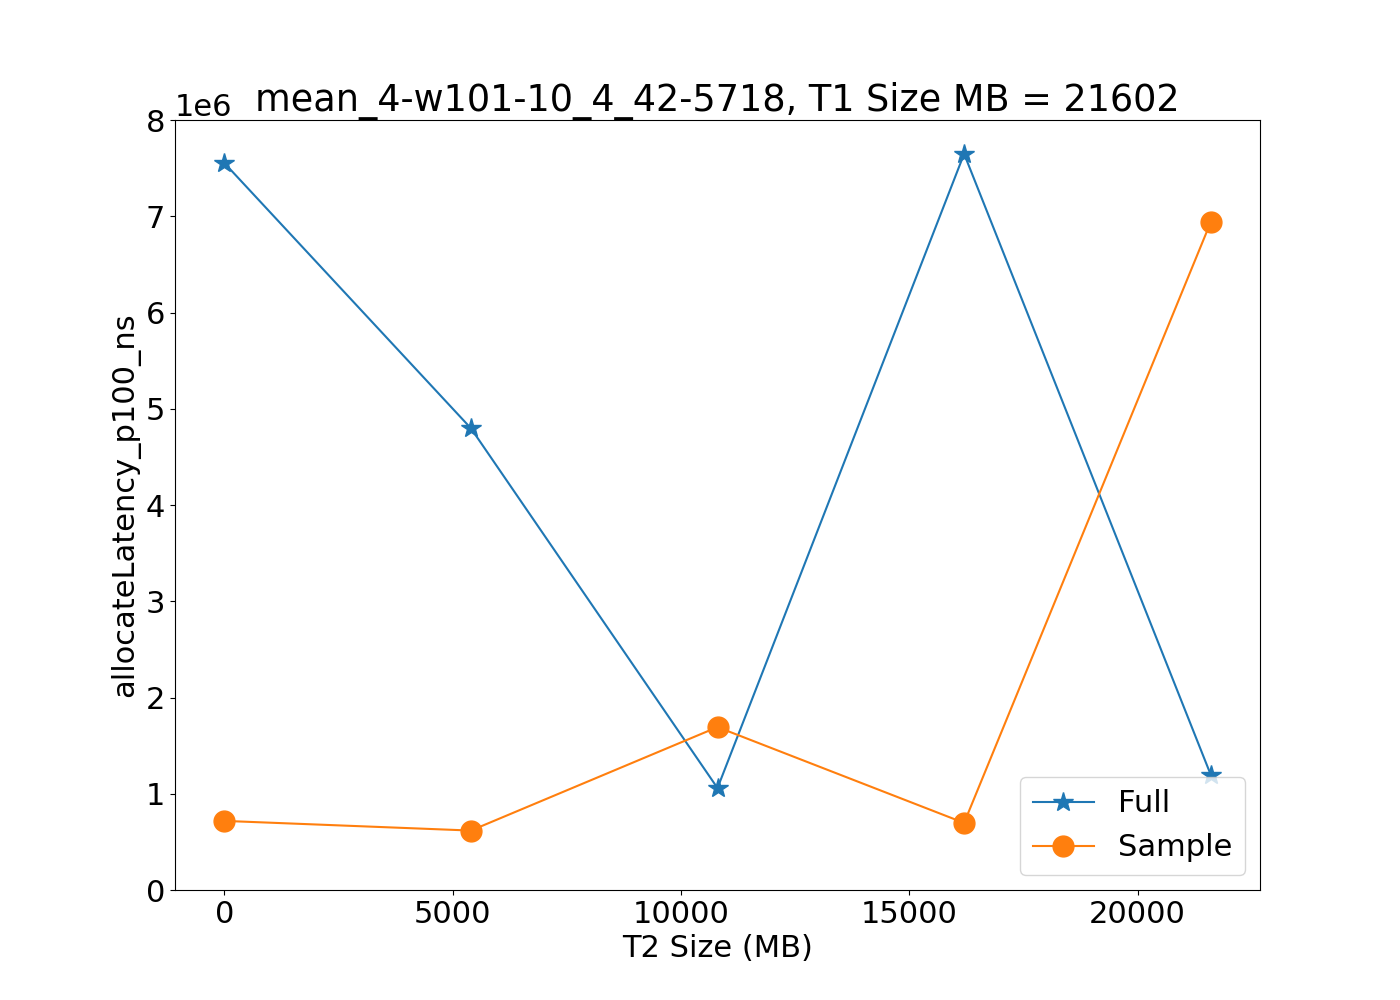 1e6 mean_4-w101-10_4_42-5718, T1 Size MB = 21602
8
7
6
5
4
3
2
1
0
allocateLatency_p100_ns
Full
Sample
0 5000 10000 15000 20000
T2 Size (MB)